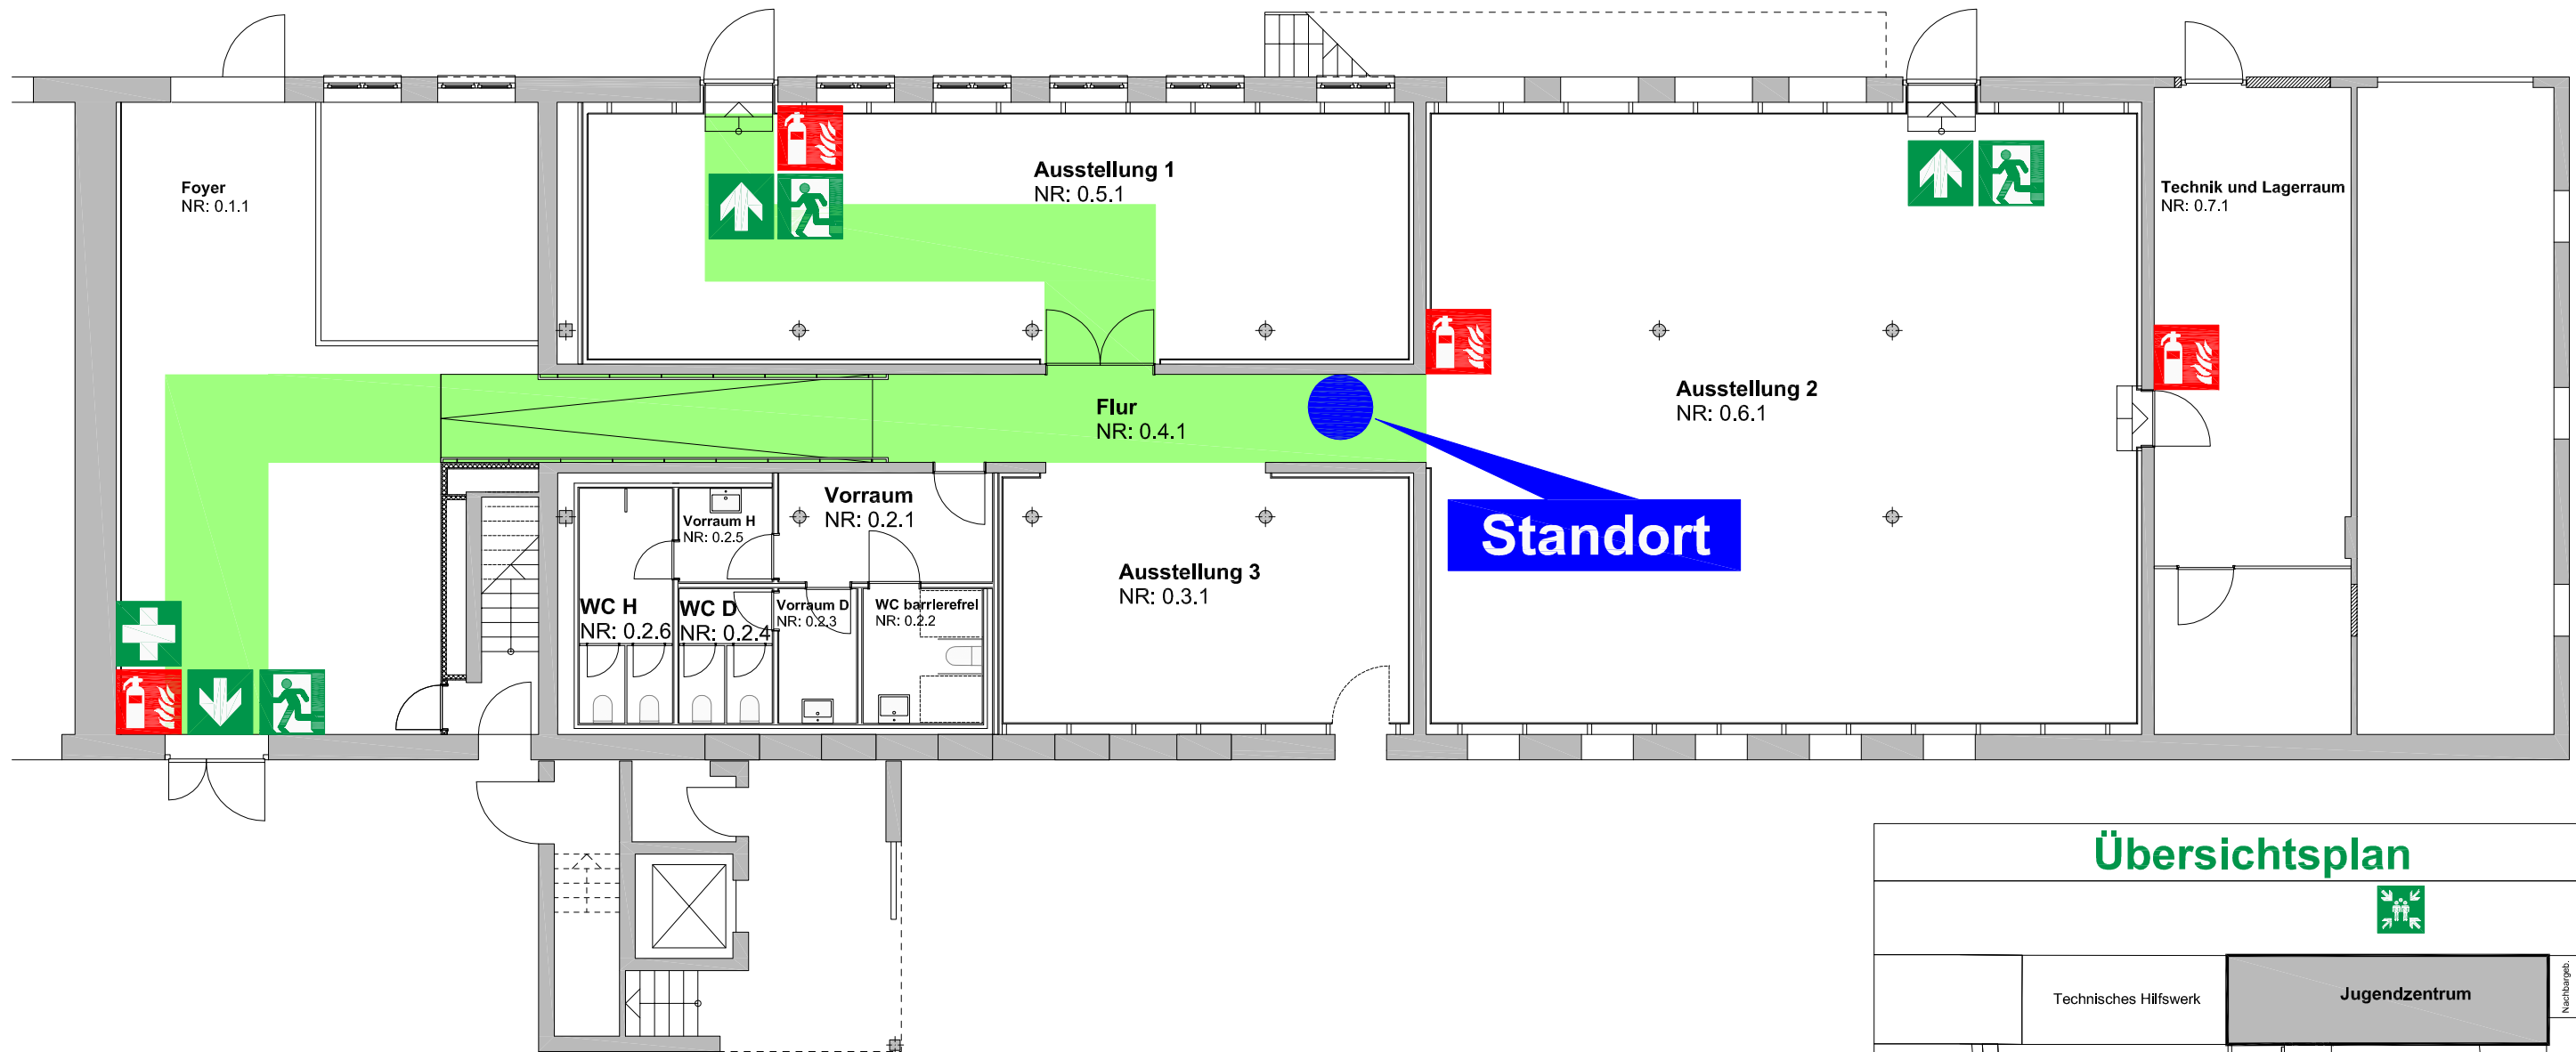 Foyer
NR: 0.1.1
Ausstellung 1
NR: 0.5.1
Technik und Lagerraum
NR: 0.7.1
Flur
NR: 0.4.1
Ausstellung 2
NR: 0.6.1
Standort
Vorraum
NR: 0.2.1
Vorraum H
NR: 0.2.5
Ausstellung 3
NR: 0.3.1
WC H
NR: 0.2.6
WC D
NR: 0.2.4
Vorraum D
NR: 0.2.3
WC barrierefrei
NR: 0.2.2
Übersichtsplan
Technisches Hilfswerk
Jugendzentrum
Nachbargeb.